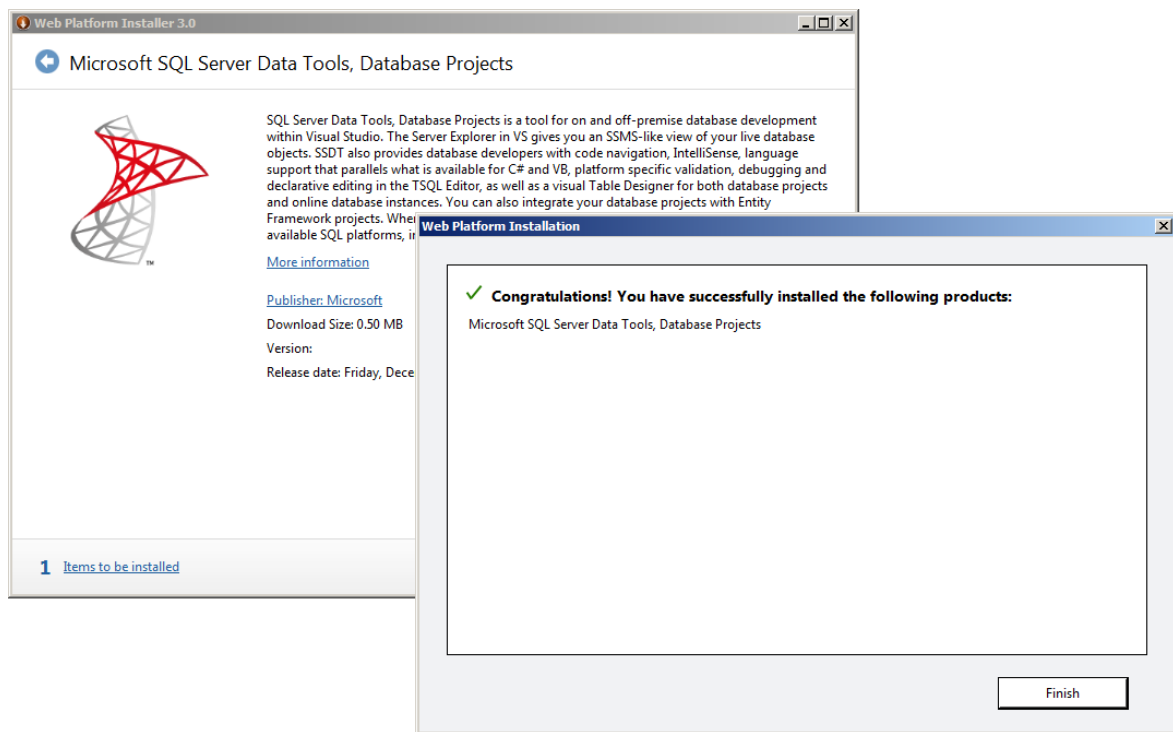 Web Platform Installer 3.0
Microsoft SQL Server Data Tools, Database Projects
SQL Server Data Tools, Database Projects is a tool for on and off-premise database development
within Visual Studio. The Server Explorer in VS gives you an SSMS-like view of your live database
objects. SSDT also provides database developers with code navigation, IntelliSense, language
support that parallels what is available for C# and VB, platform specific validation, debugging and
declarative editing in the TSQL Editor, as well as a visual Table Designer for both database projects
and online database instances. You can also integrate your database projects with Entity
Framework projects. Wher
available SQL platforms, i
More information
Publisher: Microsoft
Download Size: 0.50 MB
Version:
Release date: Friday, Dece
1 Items to be installed
TM
Web Platform Installation
Congratulations! You have successfully installed the following products:
Microsoft SQL Server Data Tools, Database Projects
Finish